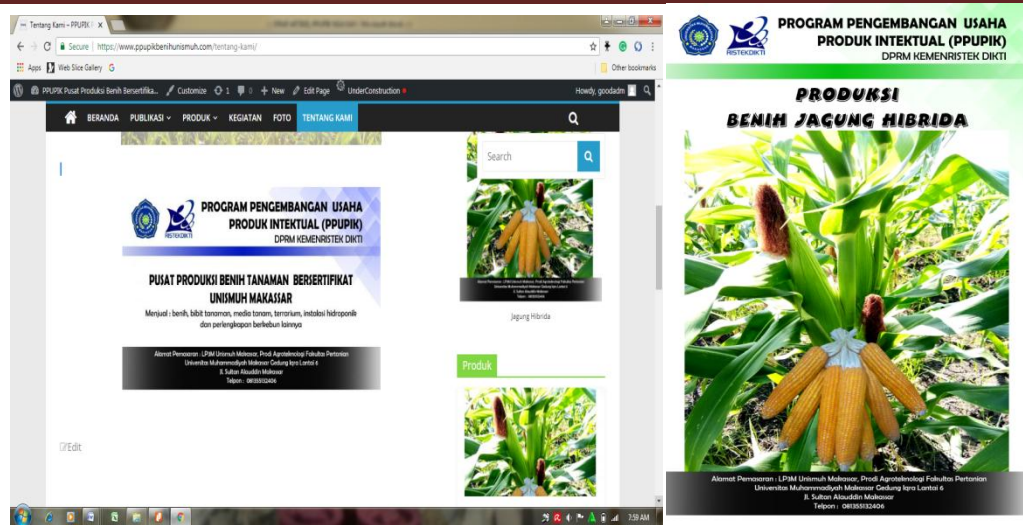 Tentang Kami – PPUPIK
Secure | https://www.ppupikbenihunismuh.com/tentang-kami/
Apps Web Slice Gallery G
Other bookmarks
PPUPIK Pusat Produksi Benih Bersertifika... Customize 1 0 New Edit Page UnderConstruction
Howdy, goodadm
BERANDA PUBLIKASI PRODUK KEGIATAN FOTO TENTANG KAMI
Search
PROGRAM PENGEMBANGAN USAHA
PRODUK INTEKTUAL (PPUPIK)
DPRM KEMENRISTEK DIKTI
RISTEKDIKTI
PUSAT PRODUKSI BENIH TANAMAN BERSERTIFIKAT
UNISMUH MAKASSAR
Menjual : benih, bibit tanaman, media tanam, terrarium, instalasi hidroponik
dan perlengkapan berkebun lainnya
Alamat Pemasaran : LP3M Unismuh Makassar, Prodi Agroteknologi Fakultas Pertanian
Universitas Muhammadiyah Makassar Gedung Iqra Lantai 6
Jl. Sultan Alauddin Makassar
Telpon : 081355132406
Edit
Jagung Hibrida
Produk
7:59 AM
PROGRAM PENGEMBANGAN USAHA
PRODUK INTEKTUAL (PPUPIK)
DPRM KEMENRISTEK DIKTI
RISTEKDIKTI
PRODUKSI
BENIH JAGUNG HIBRIDA
Alamat Pemasaran : LP3M Unismuh Makassar, Prodi Agroteknologi Fakultas Pertanian
Universitas Muhammadiyah Makassar Gedung Iqra Lantai 6
Jl. Sultan Alauddin Makassar
Telpon : 081355132406